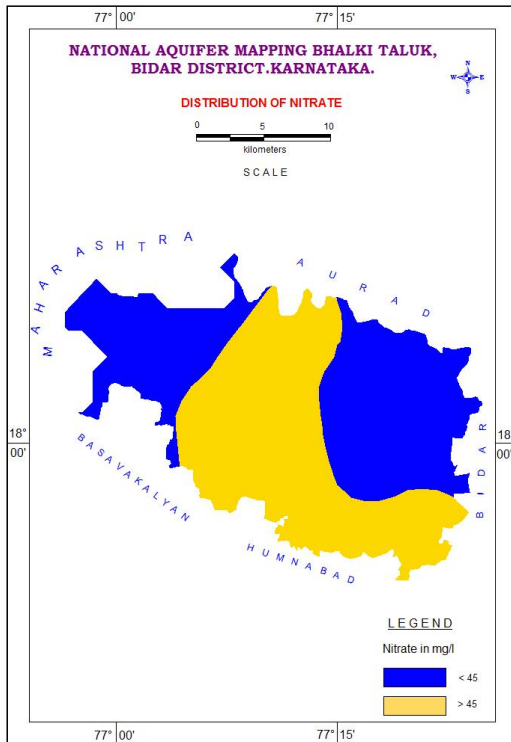 77° 00'
77° 15'
NATIONAL AQUIFER MAPPING BHALKI TALUK,
BIDAR DISTRICT.KARNATAKA.
N
W
E
S
DISTRIBUTION OF NITRATE
0
5
10
kilometers
SCALE
MAHARASHTRA
AURAD
18°
00'
18°
00'
BIDAR
BASAVAKALYAN
HUMNABAD
LEGEND
Nitrate in mg/l
< 45
> 45
77° 00'
77° 15'